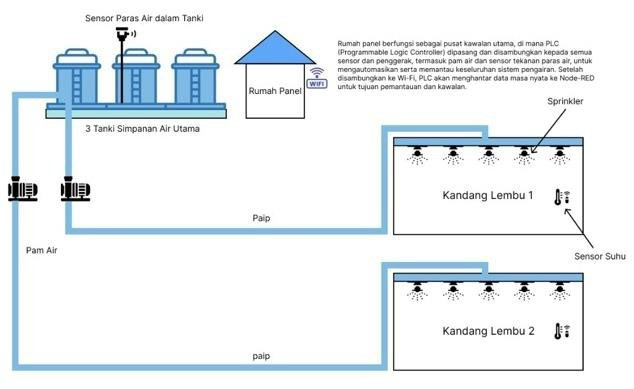 Sensor Paras Air dalam Tanki
Rumah panel berfungsi sebagai pusat kawalan utama, di mana PLC
(Programmable Logic Controller) dipasang dan disambungkan kepada semua
sensor dan penggerak, termasuk pam air dan sensor tekanan paras air, untuk
mengautomasikan serta memantau keseluruhan sistem pengairan. Setelah
disambungkan ke Wi-Fi, PLC akan menghantar data masa nyata ke Node-RED
untuk tujuan pemantauan dan kawalan.
Rumah Panel
WIFI
3 Tanki Simpanan Air Utama
Sprinkler
Kandang Lembu 1
Paip
Pam Air
Sensor Suhu
Kandang Lembu 2
paip